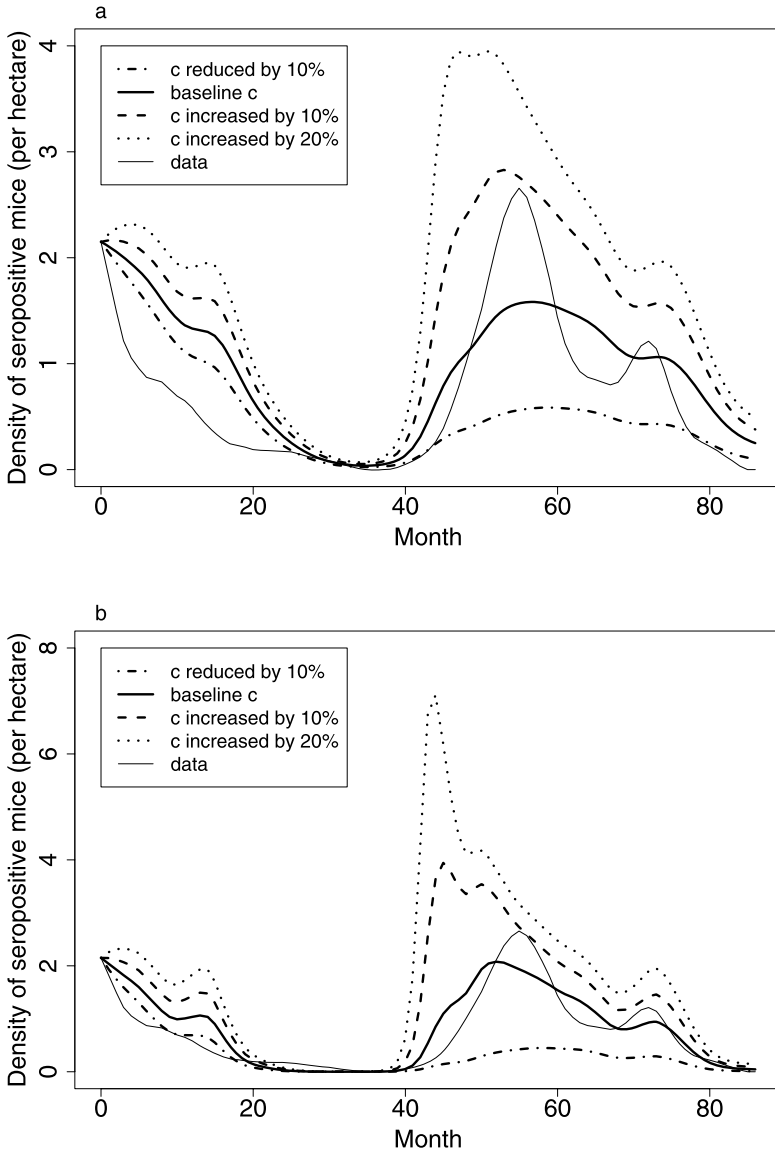 a
Density of seropositive mice (per hectare)
4
3
2
1
0
c reduced by 10%
baseline c
c increased by 10%
c increased by 20%
data
0 20 40 60 80
Month
b
Density of seropositive mice (per hectare)
8
6
4
2
0
c reduced by 10%
baseline c
c increased by 10%
c increased by 20%
data
0 20 40 60 80
Month